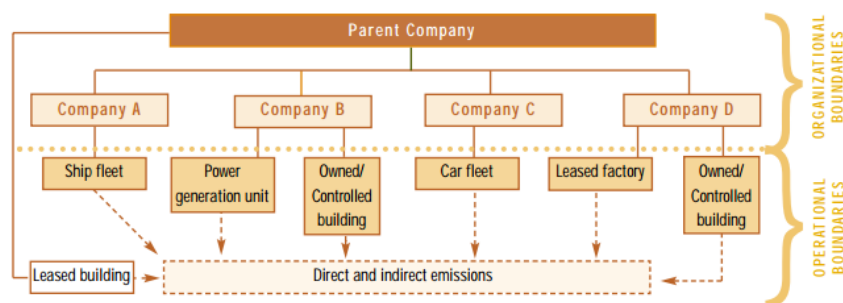 Parent Company
Company A
Company B
Company C
Company D
ORGANIZATIONAL
BOUNDARIES
Ship fleet
Power
generation unit
Owned/
Controlled
building
Car fleet
Leased factory
Owned/
Controlled
building
Leased building
Direct and indirect emissions
OPERATIONAL
BOUNDARIES